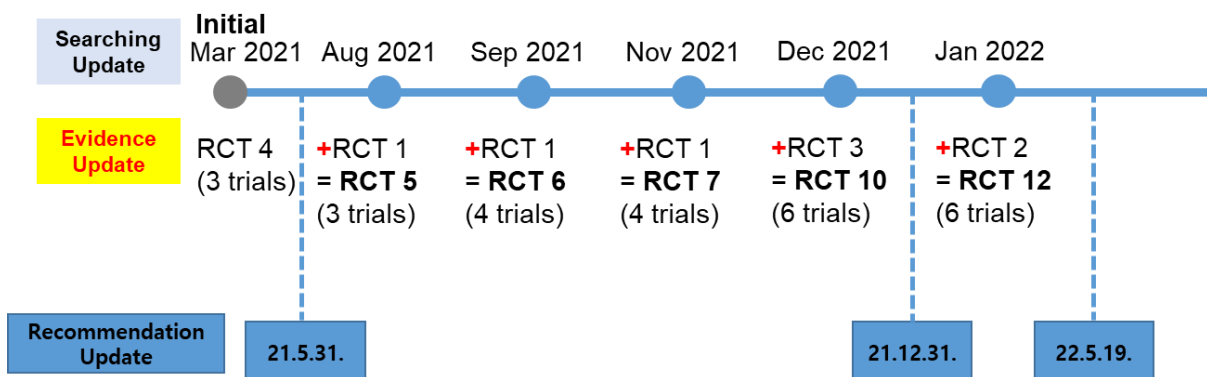 Searching
Update
Initial
Mar 2021
Aug 2021
Sep 2021
Nov 2021
Dec 2021
Jan 2022
Evidence
Update
RCT 4
(3 trials)
+RCT 1
= RCT 5
(3 trials)
+RCT 1
= RCT 6
(4 trials)
+RCT 1
= RCT 7
(4 trials)
+RCT 3
= RCT 10
(6 trials)
+RCT 2
= RCT 12
(6 trials)
Recommendation
Update
21.5.31.
21.12.31.
22.5.19.